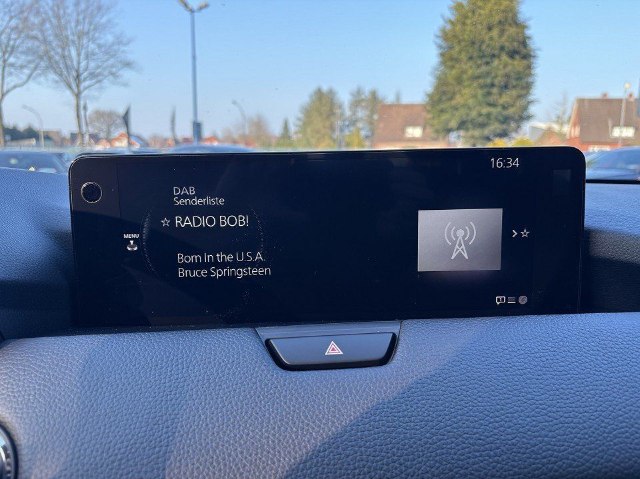 16:34
DAB
Senderliste
☆ RADIO BOB!
MENU
Born in the U.S.A.
Bruce Springsteen